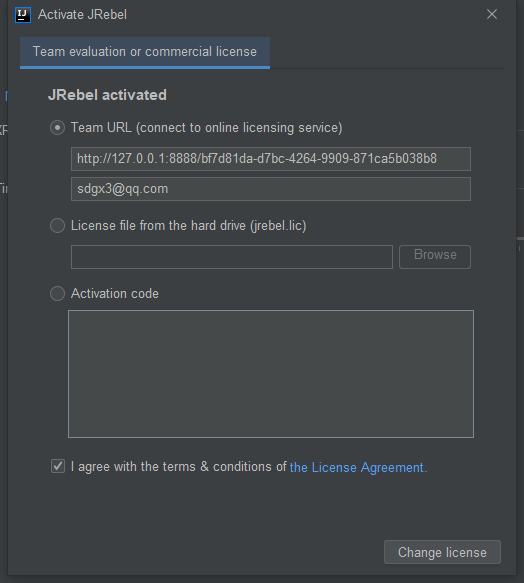 Activate JRebel
Team evaluation or commercial license
JRebel activated
Team URL (connect to online licensing service)
http://127.0.0.1:8888/bf7d81da-d7bc-4264-9909-871ca5b038b8
sdgx3@qq.com
License file from the hard drive (jrebel.lic)
Browse
Activation code
I agree with the terms & conditions of the License Agreement.
Change license